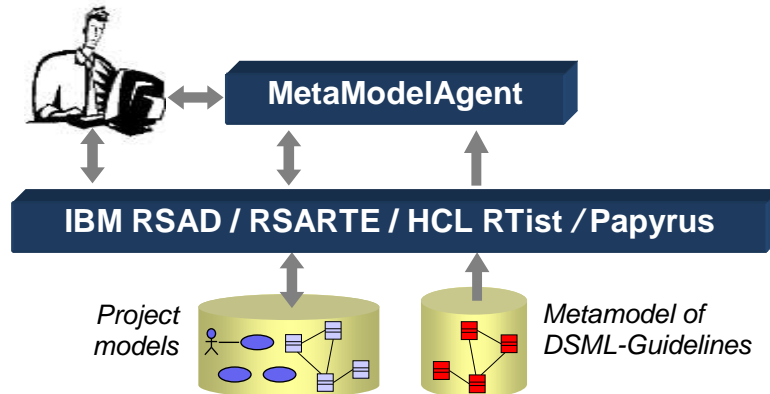 MetaModelAgent
IBM RSAD / RSARTE / HCL RTist / Papyrus
Project
models
Metamodel of
DSML-Guidelines